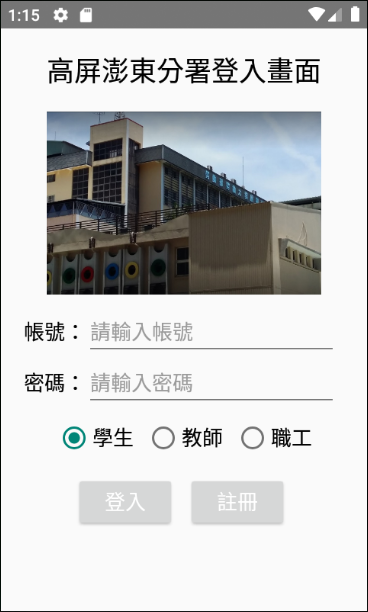 1:15
高屏澎東分署登入畫面
帳號： 請輸入帳號
密碼： 請輸入密碼
學生 教師 職工
登入 註冊